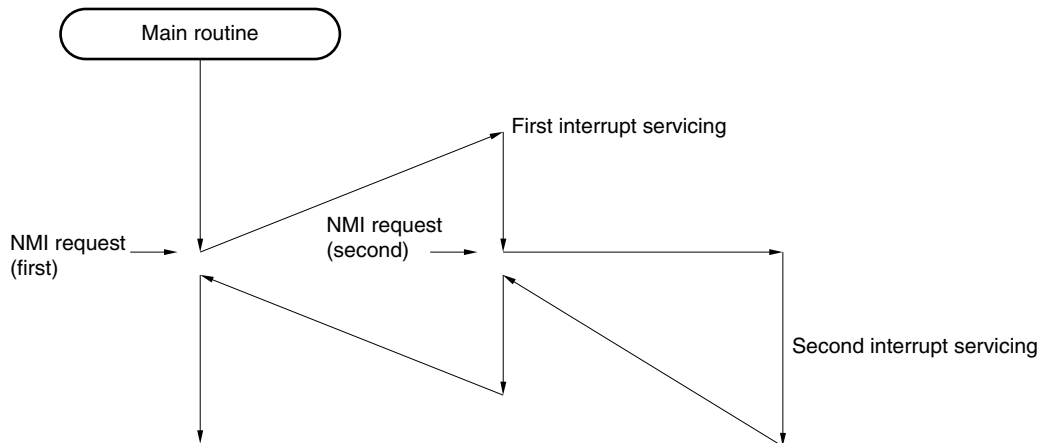 Main routine
First interrupt servicing
NMI request
(first)
NMI request
(second)
Second interrupt servicing